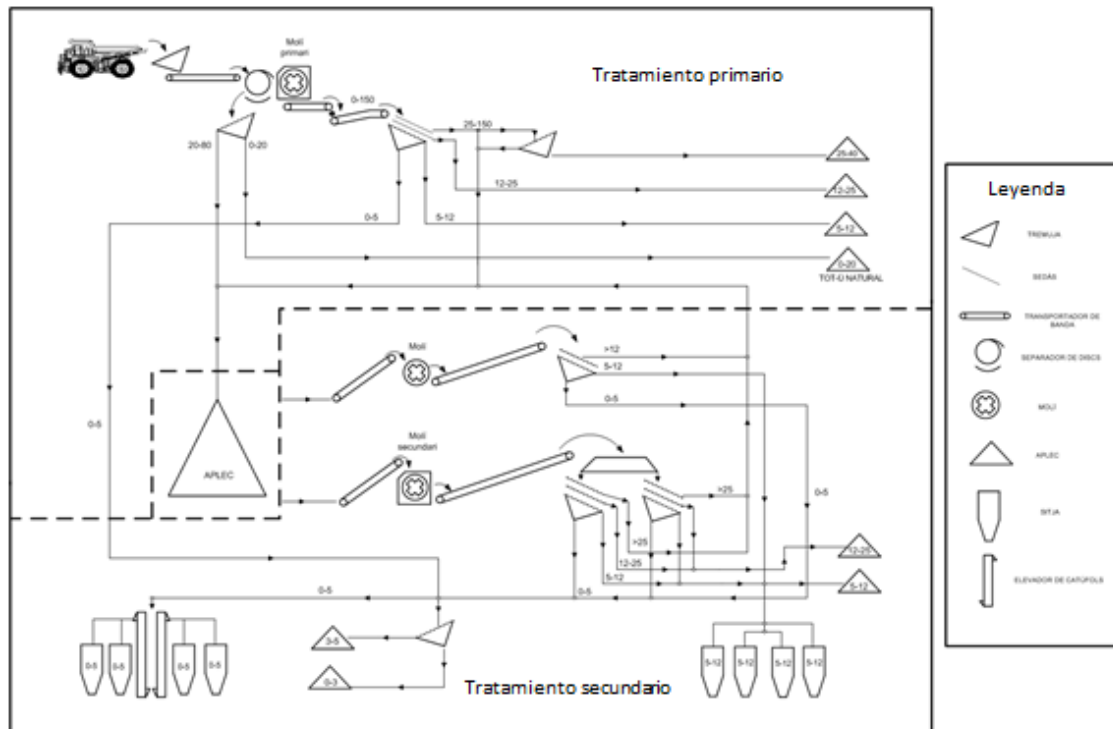 Molí
primari
Tratamiento primario
0-150
25-150
20-80
0-20
25-40
12-25
12-25
0-5
5-12
5-12
0-20
TOT-Ú NATURAL
Molí
>12
5-12
0-5
0-5
APLEC
Molí
secundari
>25
0-5
>25
12-25
5-12
12-25
5-12
0-5
0-5
3-5
0-3
0-5
0-5
0-5
0-5
5-12
5-12
5-12
5-12
Tratamiento secundario
Leyenda
TREMUJA
SEDÀS
TRANSPORTADOR DE
BANDA
SEPARADOR DE DISCS
MOLÍ
APLEC
SITJA
ELEVADOR DE CATÚFOLS